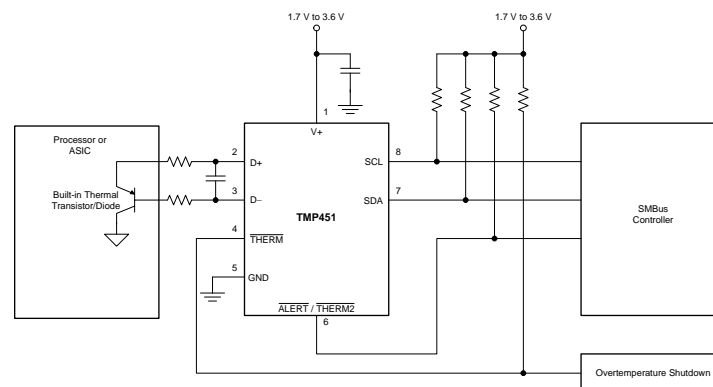 1.7 V to 3.6 V
1.7 V to 3.6 V
1
V+
Processor or
ASIC
Built-in Thermal
Transistor/Diode
2
D+
3
D−
TMP451
4
THERM
5
GND
ALERT / THERM2
6
SCL
8
SDA
7
SMBus
Controller
Overtemperature Shutdown